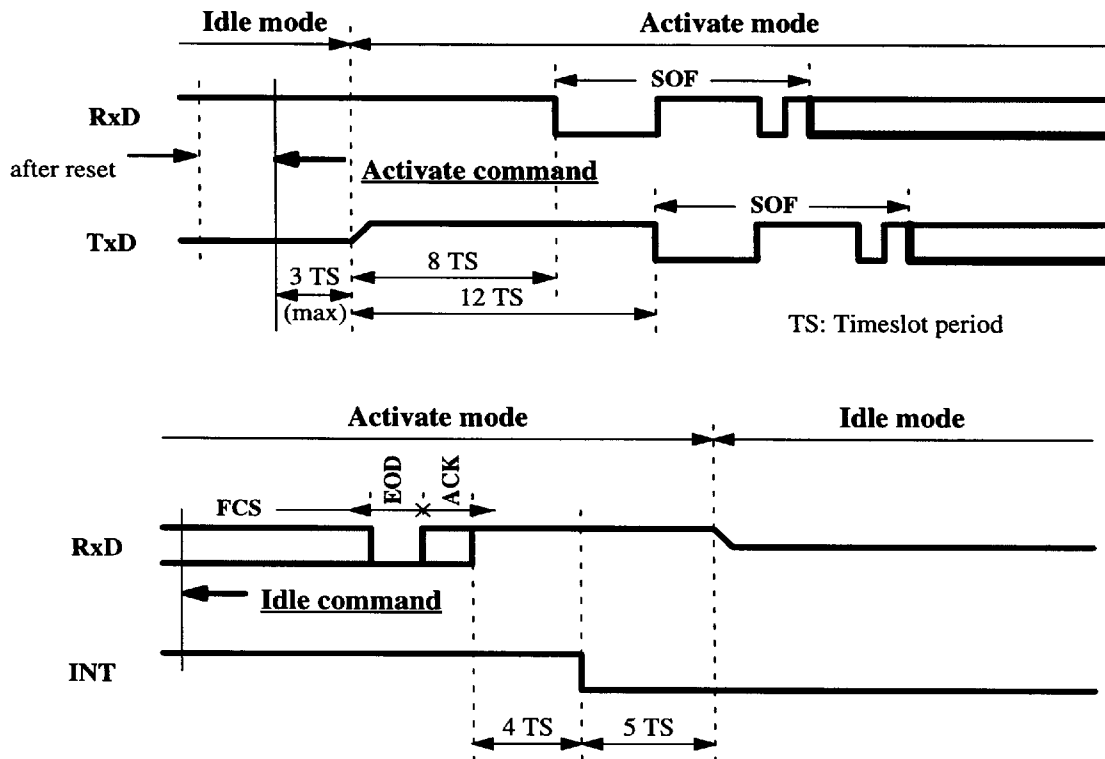 Idle mode
Activate mode
SOF
RxD
after reset
Activate command
SOF
TxD
8 TS
3 TS
(max)
12 TS
TS: Timeslot period
Activate mode
Idle mode
EOD
ACK
FCS
RxD
Idle command
INT
4 TS
5 TS